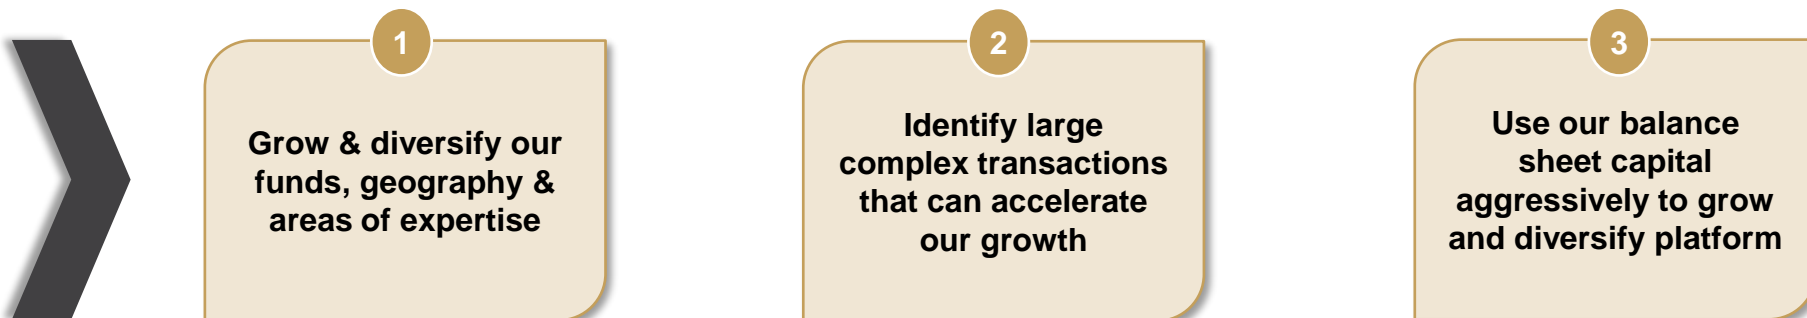 1
Grow & diversify our
funds, geography &
areas of expertise
2
Identify large
complex transactions
that can accelerate
our growth
3
Use our balance
sheet capital
aggressively to grow
and diversify platform